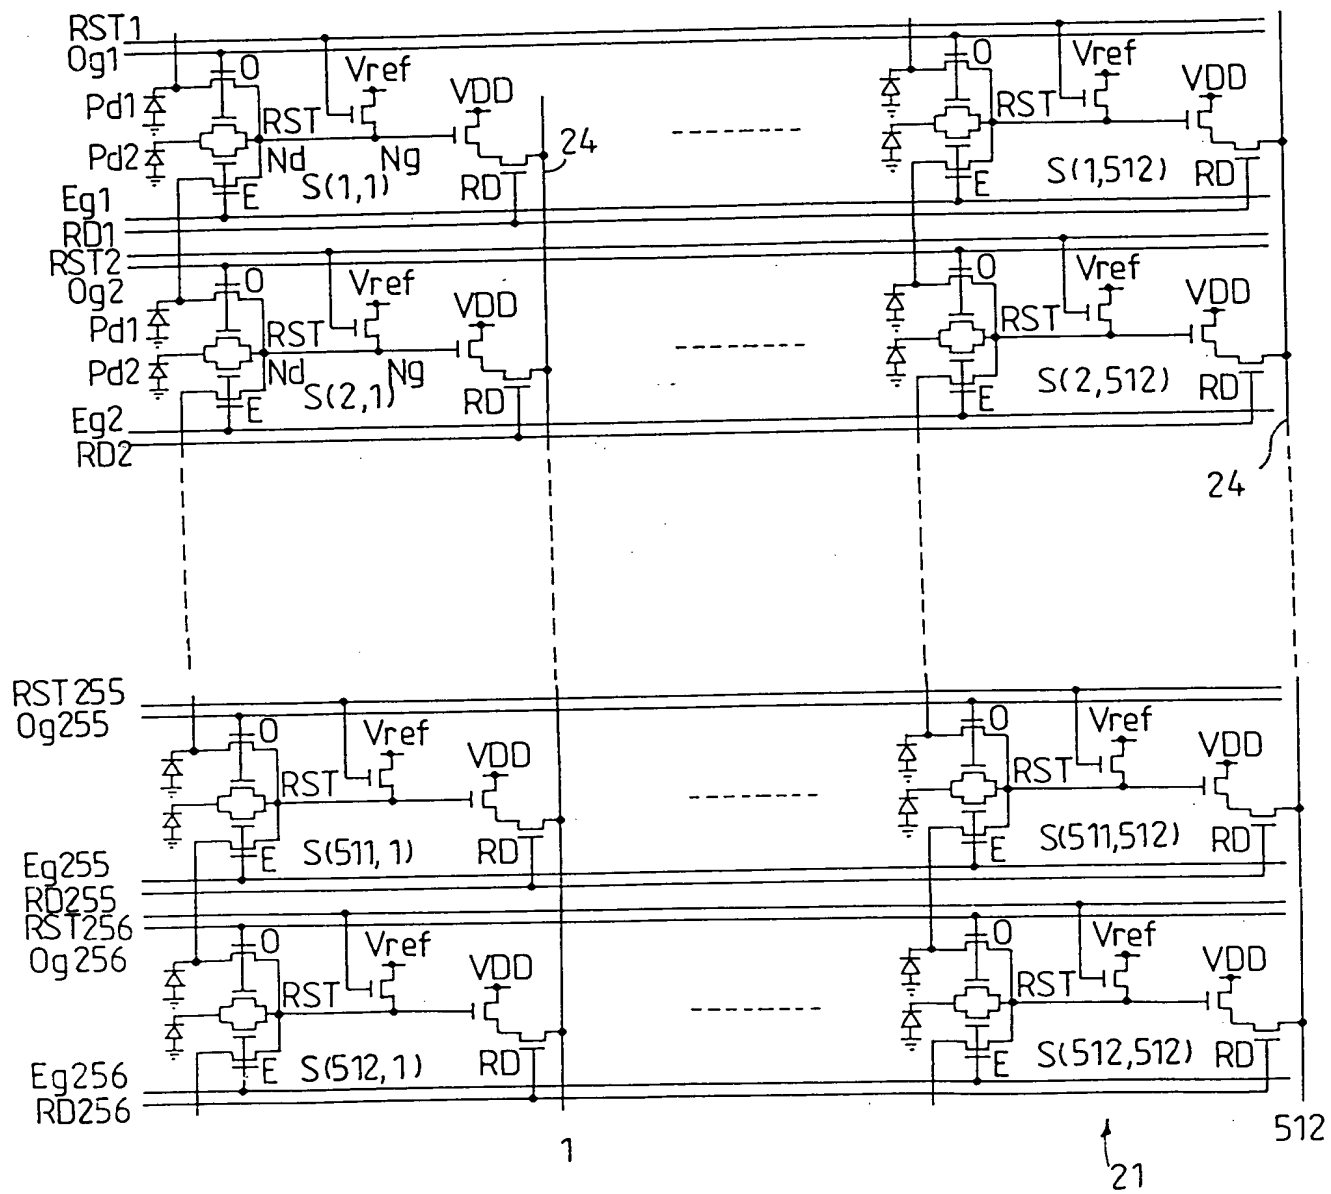 RST1
Og1
O
Vref
VDD
O
Vref
VDD
Pd1
RST
24
RST
Pd2
Nd
Ng
S(1,1)
RD
S(1,512)
RD
Eg1
E
E
RD1
RST2
Og2
O
Vref
VDD
O
Vref
VDD
Pd1
RST
RST
Pd2
Nd
Ng
S(2,1)
RD
S(2,512)
RD
Eg2
E
E
RD2
24
RST255
Og255
O
Vref
VDD
O
Vref
VDD
RST
RST
S(511,1)
RD
S(511,512)
RD
Eg255
E
E
RD255
RST256
Og256
O
Vref
VDD
O
Vref
VDD
RST
RST
S(512,1)
RD
S(512,512)
RD
Eg256
E
E
RD256
1
21
512